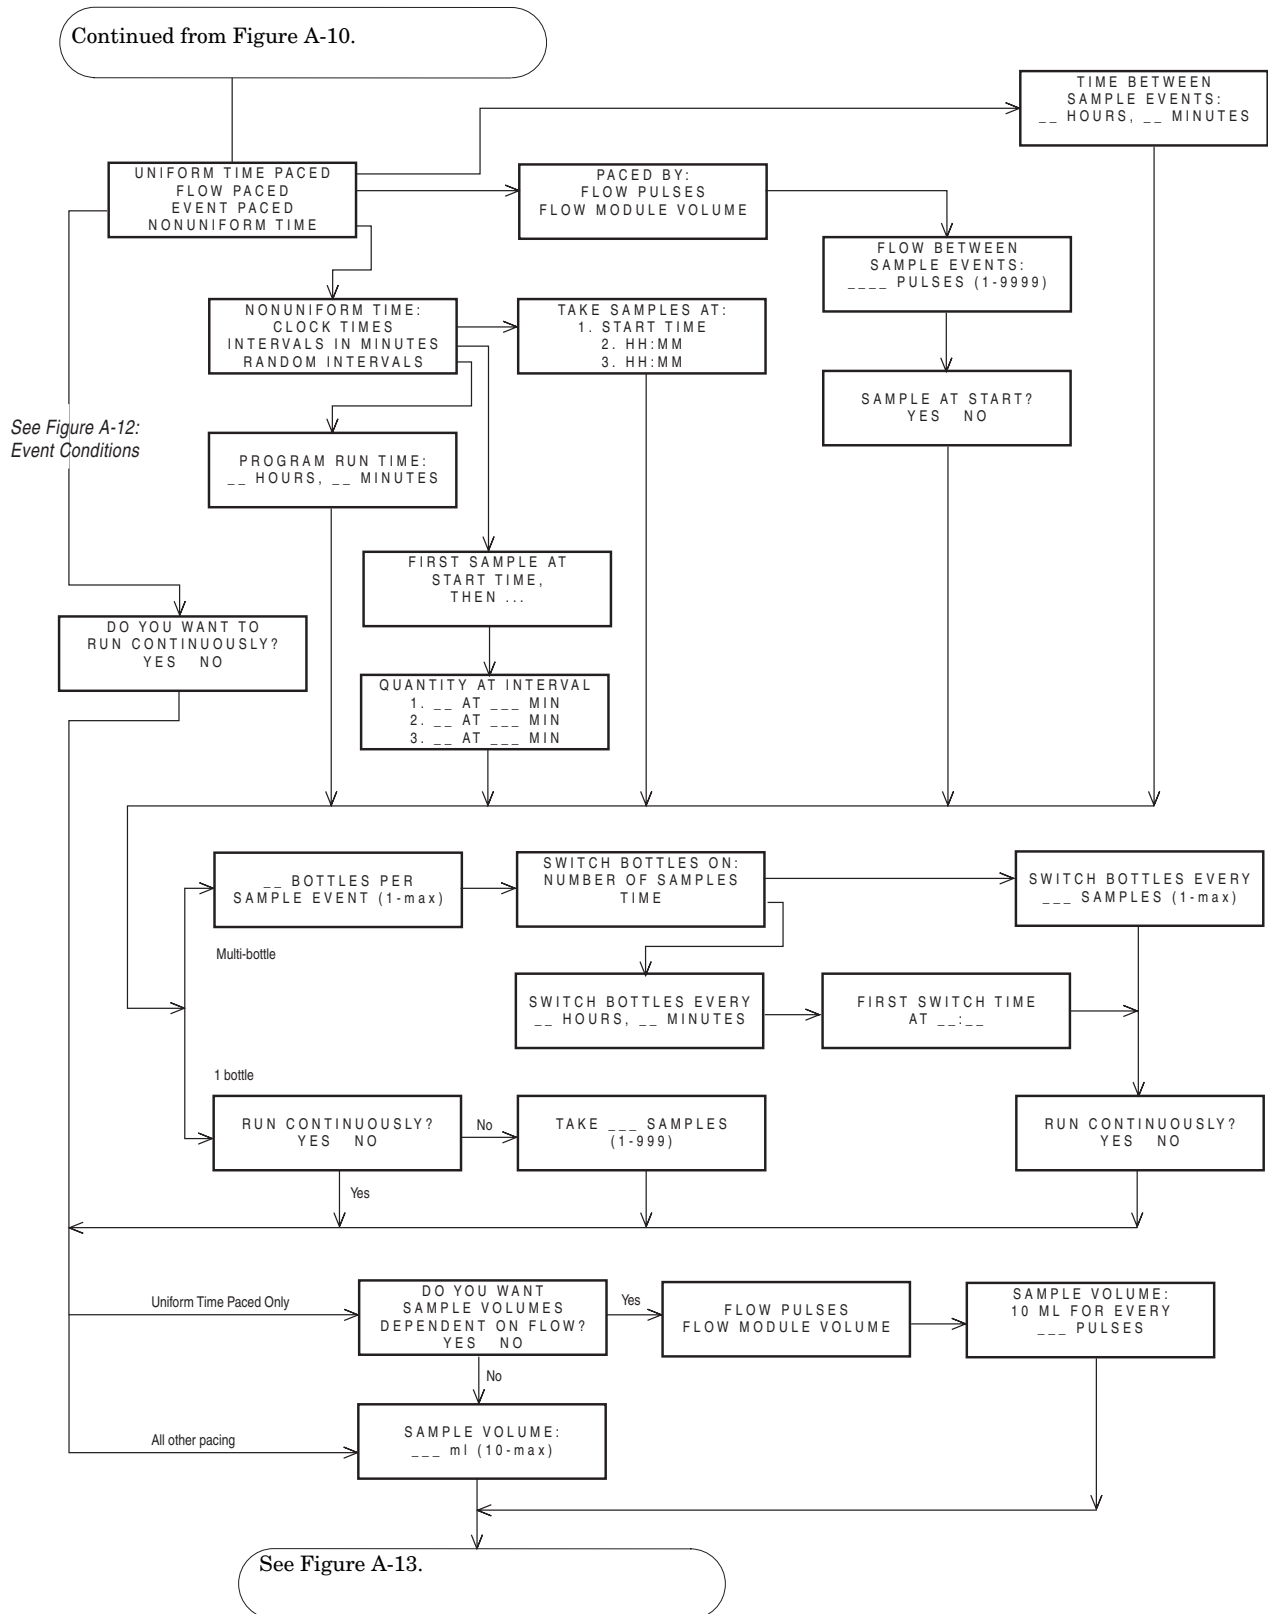 Continued from Figure A-10.
TIME BETWEEN
SAMPLE EVENTS:
__ HOURS, __ MINUTES
UNIFORM TIME PACED
FLOW PACED
EVENT PACED
NONUNIFORM TIME
PACED BY:
FLOW PULSES
FLOW MODULE VOLUME
FLOW BETWEEN
SAMPLE EVENTS:
____ PULSES (1-9999)
NONUNIFORM TIME:
CLOCK TIMES
INTERVALS IN MINUTES
RANDOM INTERVALS
TAKE SAMPLES AT:
1. START TIME
2. HH:MM
3. HH:MM
SAMPLE AT START?
YES NO
See Figure A-12:
Event Conditions
PROGRAM RUN TIME:
__ HOURS, __ MINUTES
FIRST SAMPLE AT
START TIME,
THEN ...
DO YOU WANT TO
RUN CONTINUOUSLY?
YES NO
QUANTITY AT INTERVAL
1. __ AT ___ MIN
2. __ AT ___ MIN
3. __ AT ___ MIN
__ BOTTLES PER
SAMPLE EVENT (1-max)
SWITCH BOTTLES ON:
NUMBER OF SAMPLES
TIME
SWITCH BOTTLES EVERY
___ SAMPLES (1-max)
Multi-bottle
SWITCH BOTTLES EVERY
__ HOURS, __ MINUTES
FIRST SWITCH TIME
AT __:__
1 bottle
RUN CONTINUOUSLY?
YES NO
No
TAKE ___ SAMPLES
(1-999)
RUN CONTINUOUSLY?
YES NO
Yes
Uniform Time Paced Only
DO YOU WANT
SAMPLE VOLUMES
DEPENDENT ON FLOW?
YES NO
Yes
FLOW PULSES
FLOW MODULE VOLUME
SAMPLE VOLUME:
10 ML FOR EVERY
___ PULSES
No
All other pacing
SAMPLE VOLUME:
___ ml (10-max)
See Figure A-13.